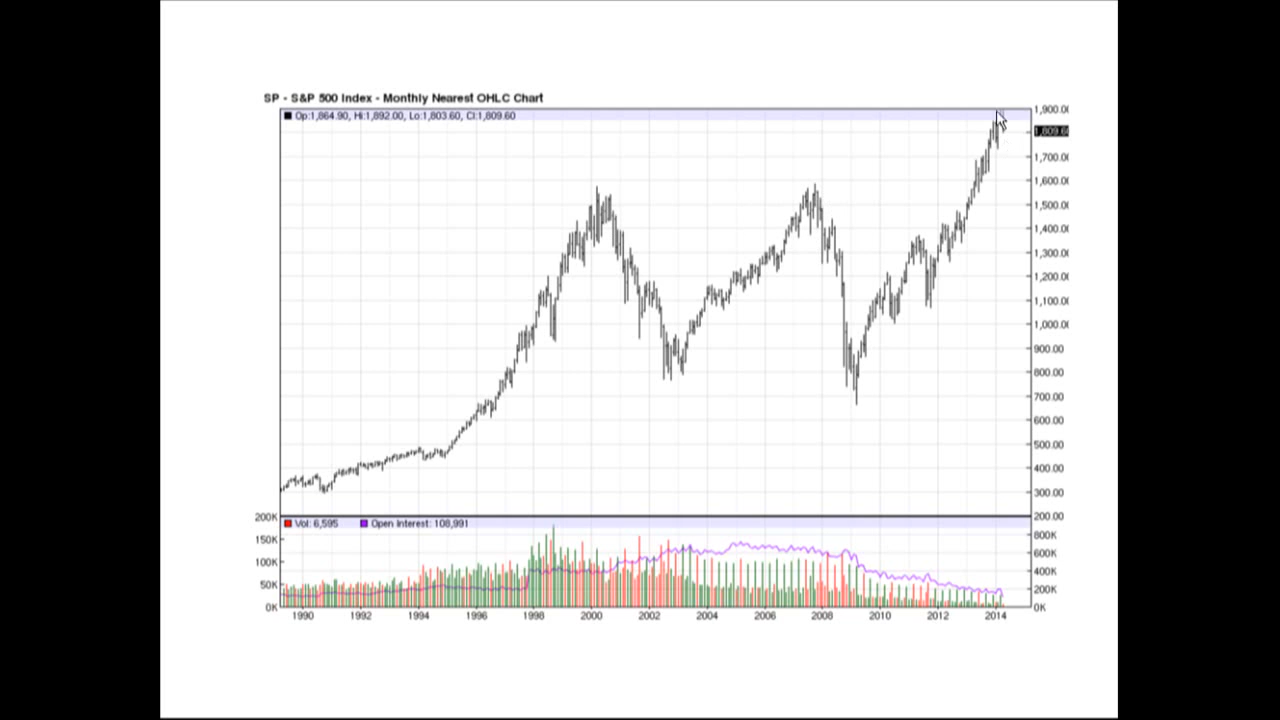 SP - S&P 500 Index - Monthly Nearest OHLC Chart
Op:1,864.90, Hi:1,892.00, Lo:1,803.60, Cl:1,809.60
1,900.00
1,809.60
1,700.00
1,600.00
1,500.00
1,400.00
1,300.00
1,200.00
1,100.00
1,000.00
900.00
800.00
700.00
600.00
500.00
400.00
300.00
200.00
Vol: 6,595 Open Interest: 108,991
200K
150K
100K
50K
0K
800K
600K
400K
200K
0K
1990 1992 1994 1996 1998 2000 2002 2004 2006 2008 2010 2012 2014